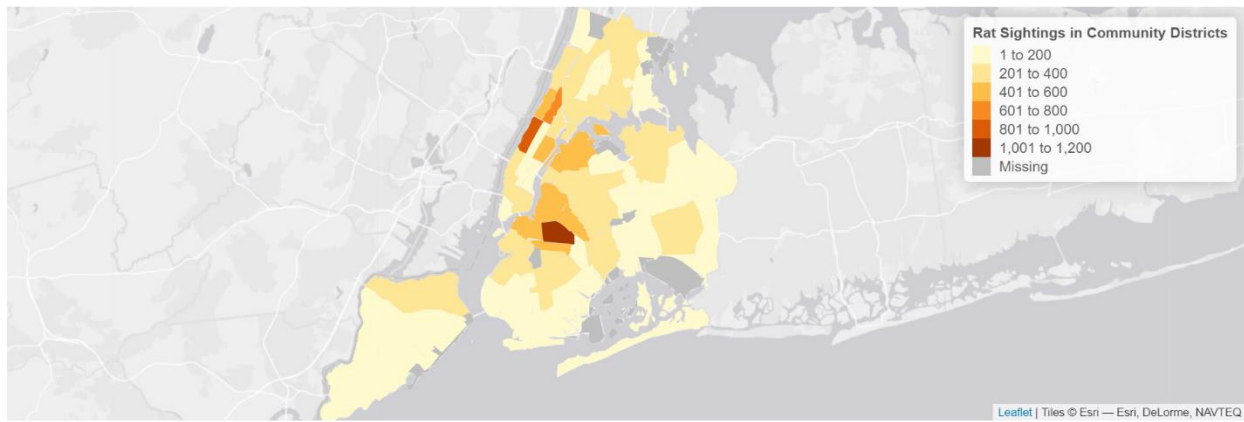 Rat Sightings in Community Districts
1 to 200
201 to 400
401 to 600
601 to 800
801 to 1,000
1,001 to 1,200
Missing
Leaflet | Tiles © Esri — Esri, DeLorme, NAVTEQ